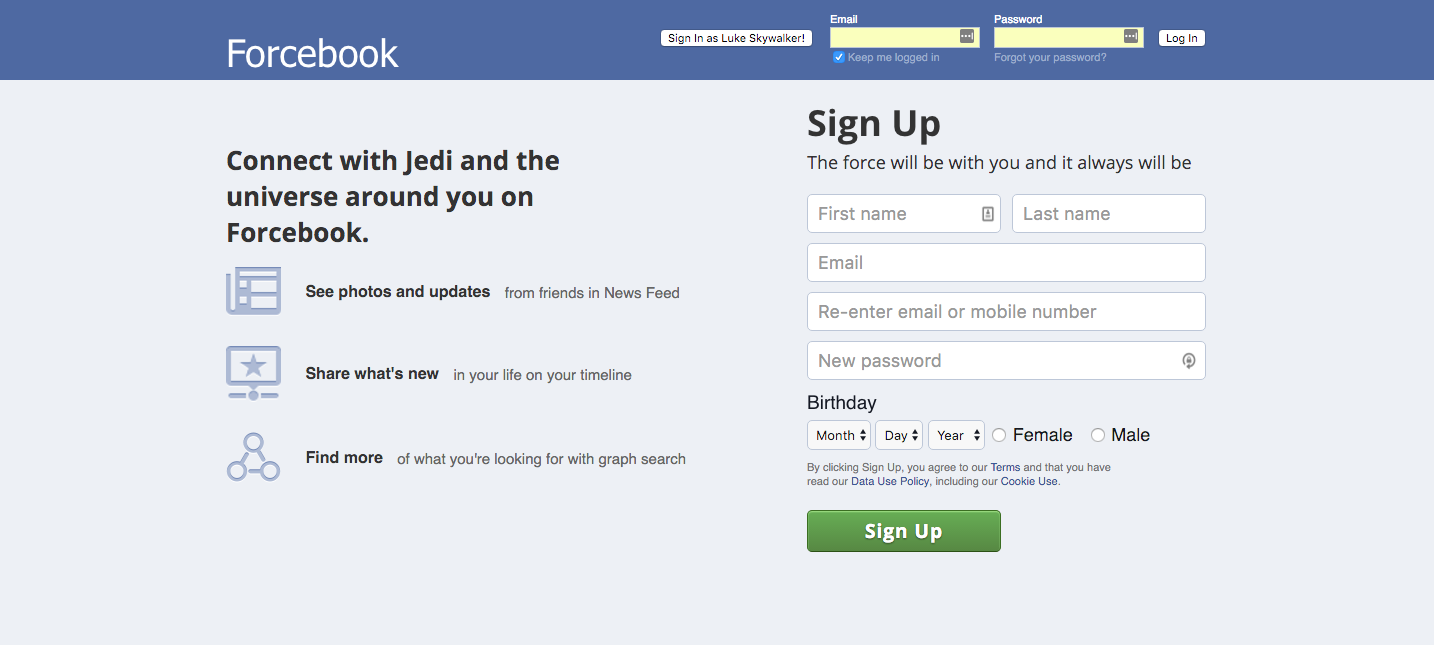 Forcebook
Sign In as Luke Skywalker!
Email
Keep me logged in
Password
Forgot your password?
Log In
Connect with Jedi and the
universe around you on
Forcebook.
See photos and updates from friends in News Feed
Share what's new in your life on your timeline
Find more of what you're looking for with graph search
Sign Up
The force will be with you and it always will be
First name Last name
Email
Re-enter email or mobile number
New password
Birthday
Month Day Year Female Male
By clicking Sign Up, you agree to our Terms and that you have
read our Data Use Policy, including our Cookie Use.
Sign Up